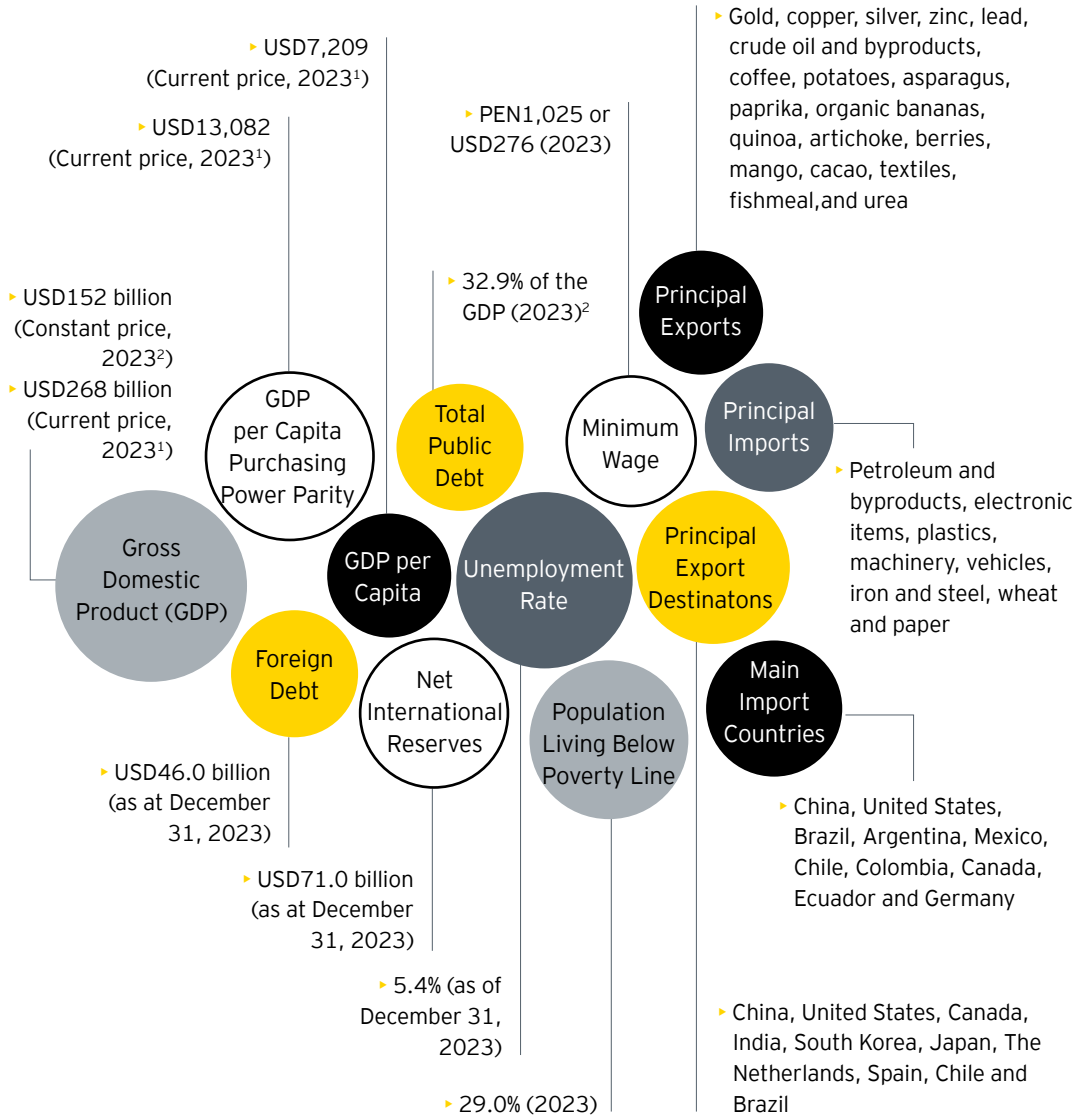 ▸ USD7,209
(Current price, 2023¹)
▸ USD13,082
(Current price, 2023¹)
▸ PEN1,025 or
USD276 (2023)
▸ Gold, copper, silver, zinc, lead,
crude oil and byproducts,
coffee, potatoes, asparagus,
paprika, organic bananas,
quinoa, artichoke, berries,
mango, cacao, textiles,
fishmeal,and urea
▸ USD152 billion
(Constant price,
2023²)
▸ USD268 billion
(Current price,
2023¹)
▸ 32.9% of the
GDP (2023)²
Principal
Exports
GDP
per Capita
Purchasing
Power Parity
Total
Public
Debt
Minimum
Wage
Principal
Imports
▸ Petroleum and
byproducts, electronic
items, plastics,
machinery, vehicles,
iron and steel, wheat
and paper
Gross
Domestic
Product (GDP)
GDP per
Capita
Unemployment
Rate
Principal
Export
Destinatons
Foreign
Debt
Net
International
Reserves
Population
Living Below
Poverty Line
Main
Import
Countries
▸ USD46.0 billion
(as at December
31, 2023)
▸ China, United States,
Brazil, Argentina, Mexico,
Chile, Colombia, Canada,
Ecuador and Germany
▸ USD71.0 billion
(as at December
31, 2023)
▸ 5.4% (as of
December 31,
2023)
▸ China, United States, Canada,
India, South Korea, Japan, The
Netherlands, Spain, Chile and
Brazil
▸ 29.0% (2023)